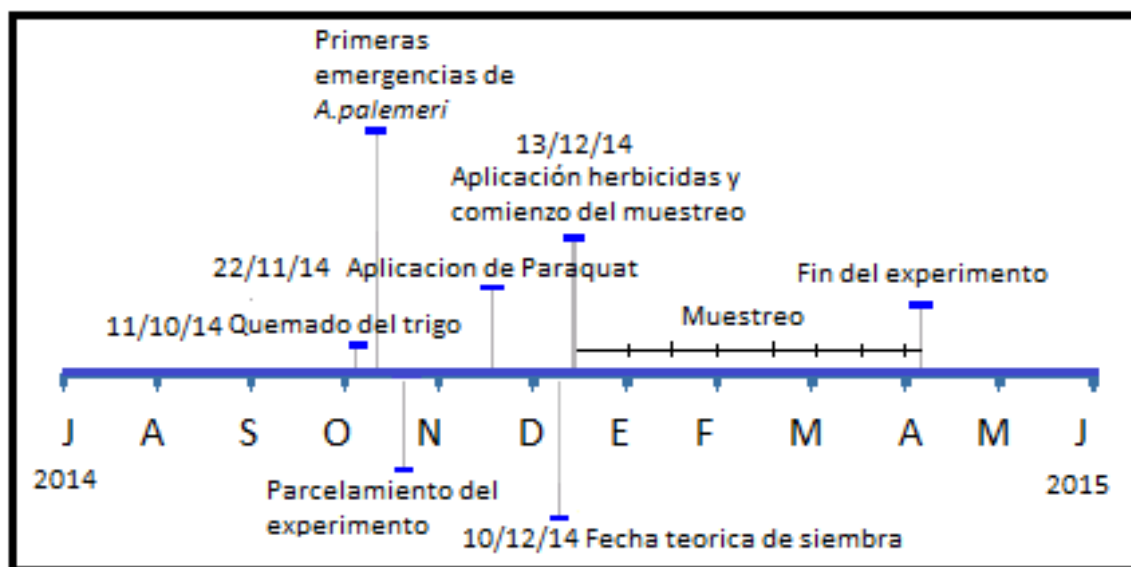 Primeras
emergencias de
A.palemeri
13/12/14
Aplicación herbicidas y
comienzo del muestreo
22/11/14 Aplicacion de Paraquat
Fin del experimento
11/10/14 Quemado del trigo
Muestreo
J A S O N D E F M A M J
2014 2015
Parcelamiento del
experimento
10/12/14 Fecha teorica de siembra